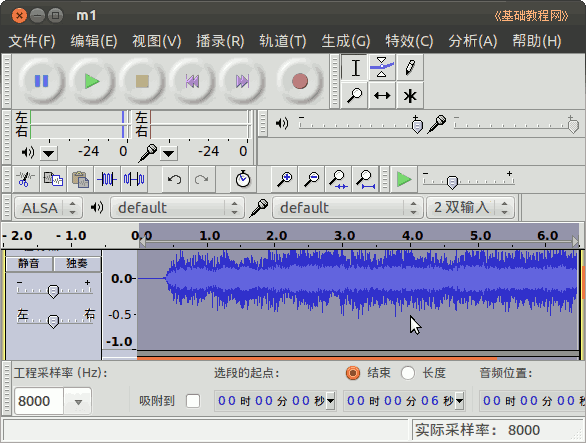 m1 《基础教程网》
文件(F) 编辑(E) 视图(V) 播录(R) 轨道(T) 生成(G) 特效(C) 分析(A) 帮助(H)
左 左
右 右
-24 0 -24 0
ALSA default default 2 双输入
- 2.0 - 1.0 0.0 1.0 2.0 3.0 4.0 5.0 6.0
静音 独奏
- + 0.0
左 右 -0.5
-1.0
工程采样率 (Hz): 选段的起点: 结束 长度 音频位置:
8000 吸附到 00 时 00 分 00 秒 00 时 00 分 06 秒 00 时 00 分 0
实际采样率: 8000